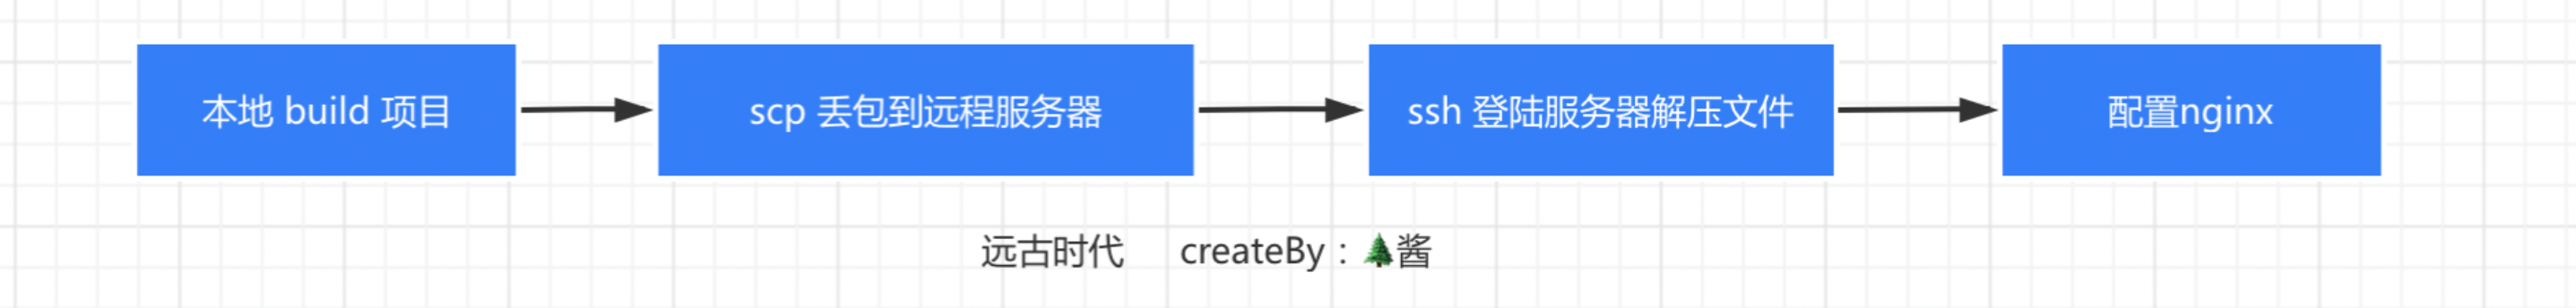 本地 build 项目
scp 丢包到远程服务器
ssh 登陆服务器解压文件
配置nginx
远古时代 createBy：🌲酱